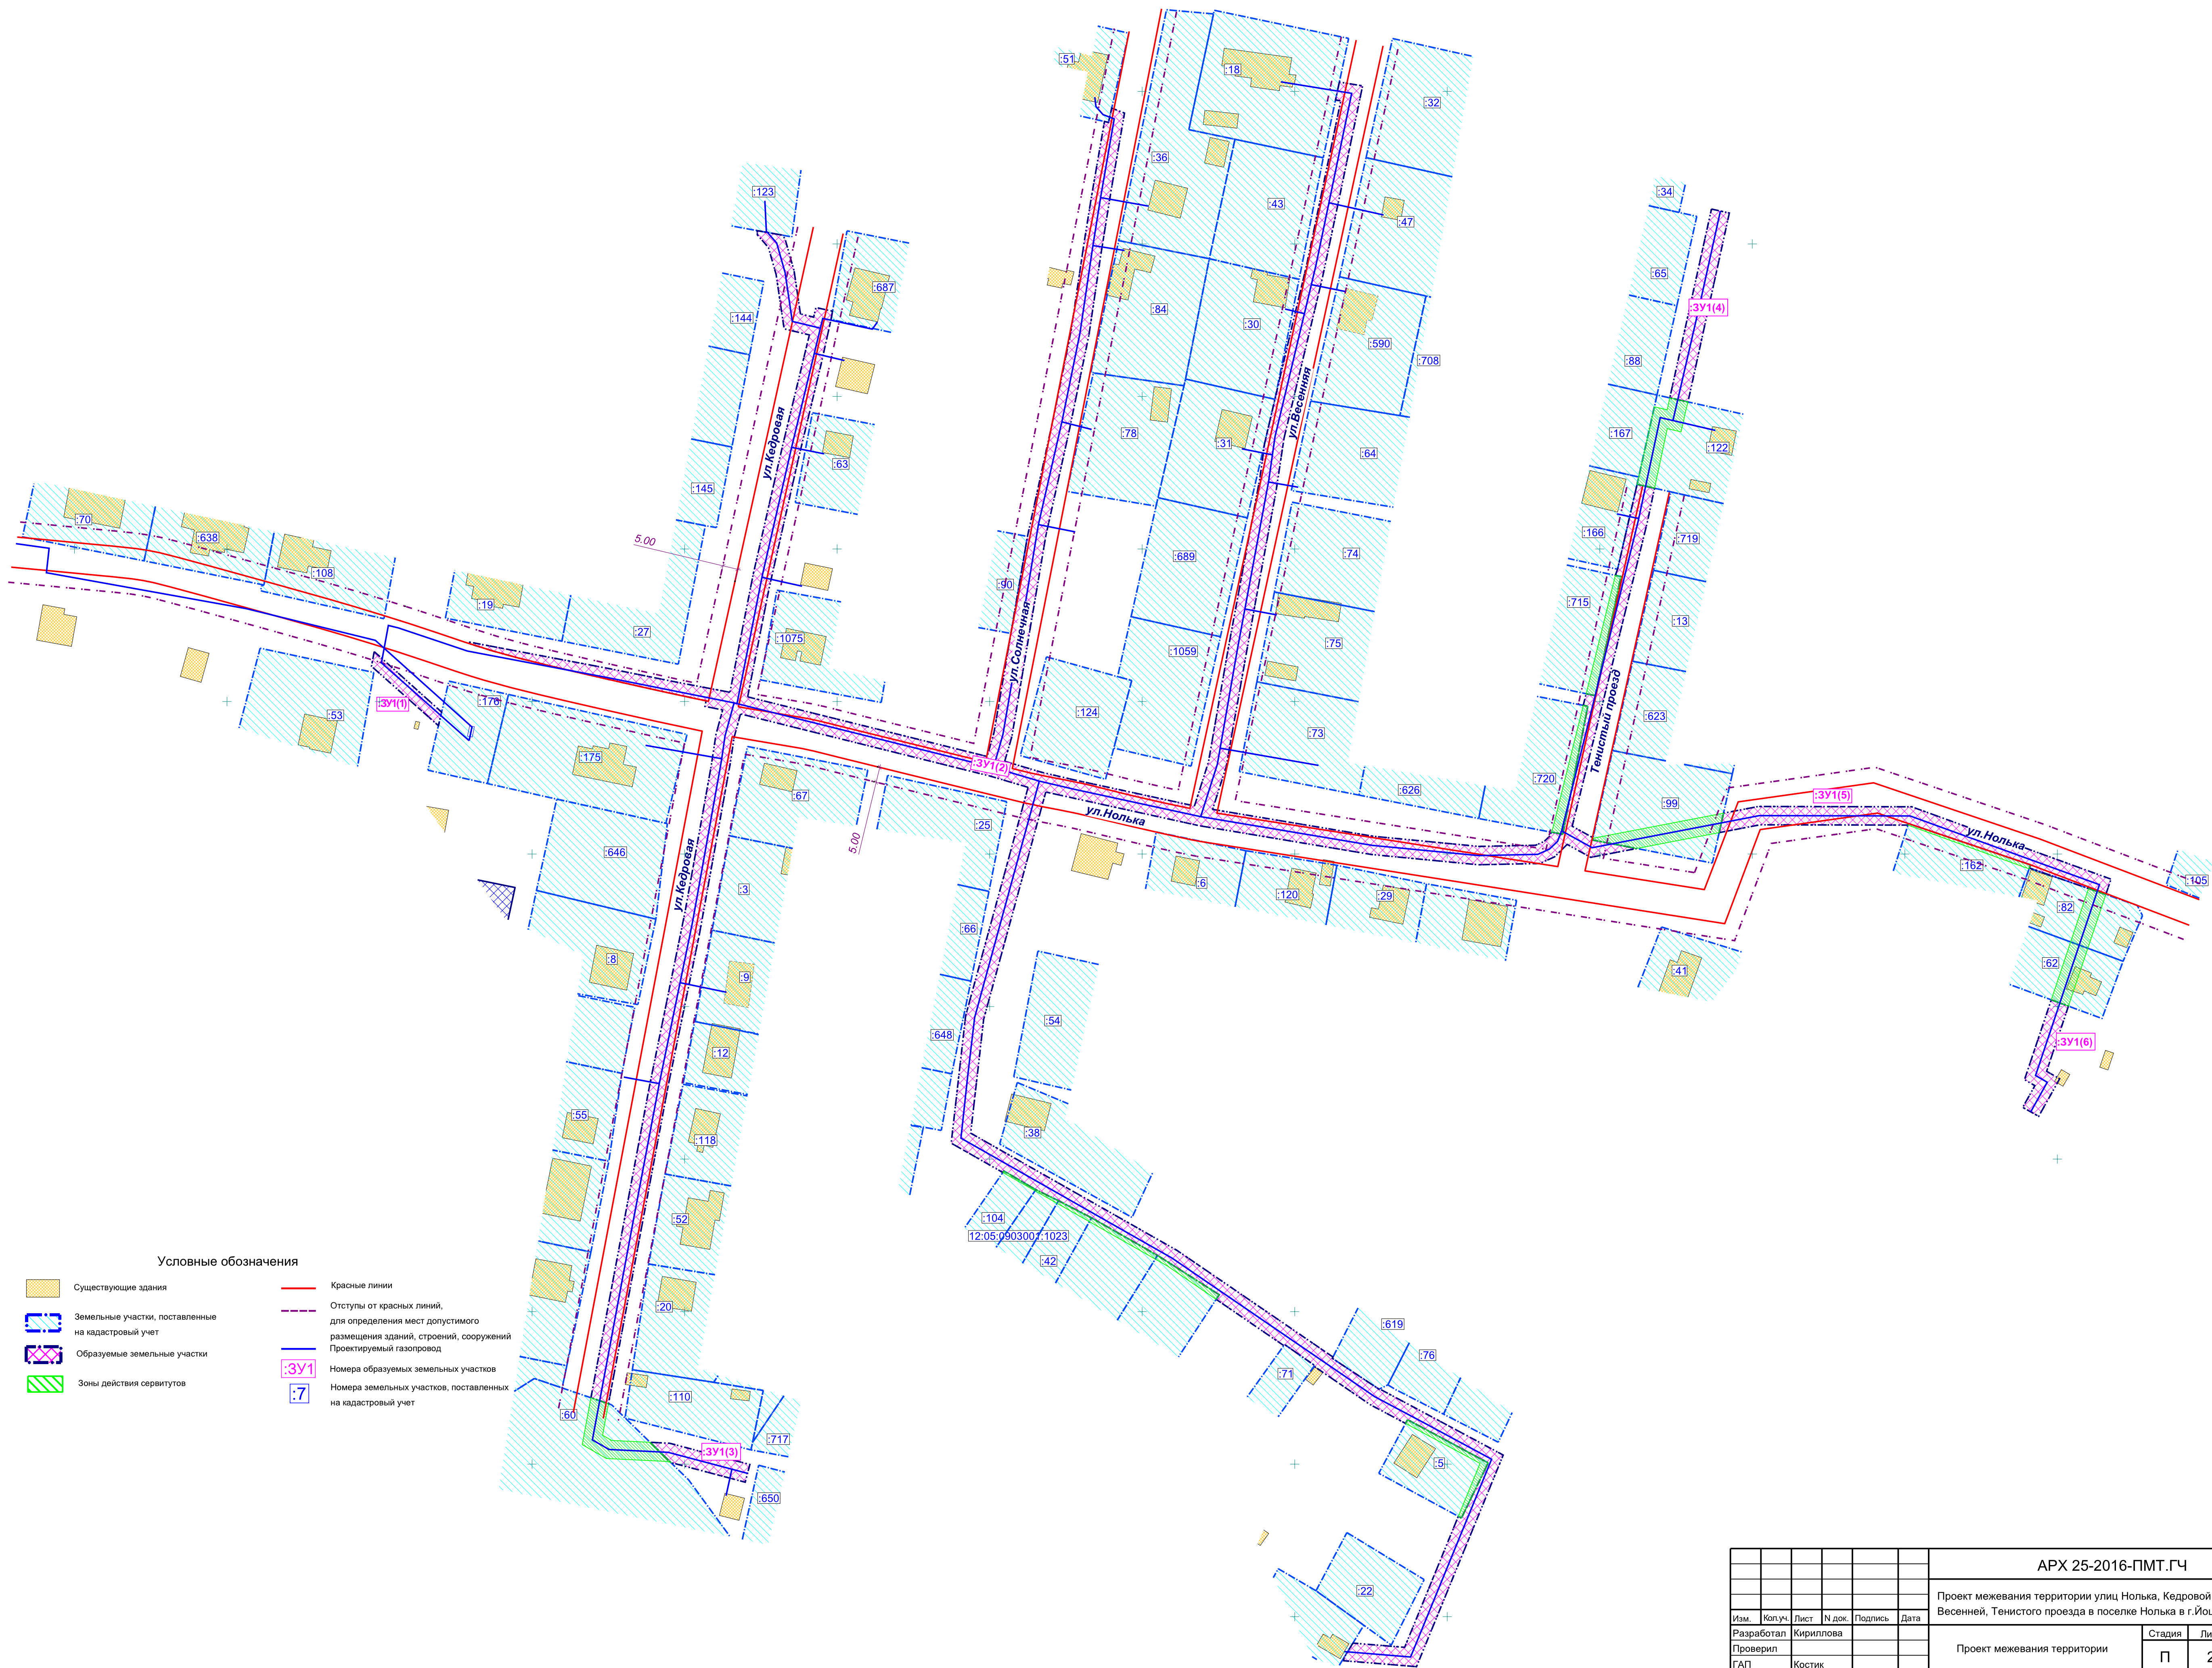 :51
:18
:32
:36
:123
:34
:43
:47
:65
:687
:ЗУ1(4)
:84
:144
:30
:590
:708
:88
ул.Весенняя
ул.Кедровая
:78
:31
:167
:122
:64
:63
:145
:70
:638
5.00
:166
:719
:74
:689
:108
:90
:19
:715
:13
:27
:1075
:75
ул.Солнечная
:1059
Тенистый проезд
:176
:ЗУ1(1)
:124
:53
:623
:73
:175
:ЗУ1(2)
:720
:626
:67
:99
:ЗУ1(5)
ул.Нолька
:25
5.00
ул.Нолька
:646
:162
ул.Кедровая
:3
:6
:120
:29
:105
:82
:66
:8
:9
:41
:62
:54
:648
:ЗУ1(6)
:12
:55
:38
:118
:52
:104
12:05:0903001:1023
:42
:20
:619
:76
:71
:110
:60
:717
:ЗУ1(3)
:5
:650
:22
Условные обозначения
Существующие здания
Земельные участки, поставленные
на кадастровый учет
Образуемые земельные участки
Зоны действия сервитутов
Красные линии
Отступы от красных линий,
для определения мест допустимого
размещения зданий, строений, сооружений
Проектируемый газопровод
:ЗУ1
Номера образуемых земельных участков
:7
Номера земельных участков, поставленных
на кадастровый учет
АРХ 25-2016-ПМТ.ГЧ
Проект межевания территории улиц Нолька, Кедровой
Весенней, Тенистого проезда в поселке Нолька в г.Йош
Изм. Кол.уч. Лист N док. Подпись Дата
Разработал Кириллова
Проверил
ГАП Костик
Проект межевания территории
Стадия Ли
П 2